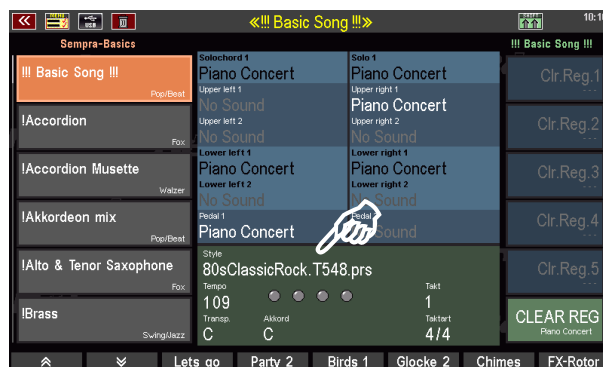 USB
«!!! Basic Song !!!»
10:10
Sempra-Basics
!!! Basic Song !!!
Pop/Beat
!Accordion
Fox
!Accordion Musette
Walzer
!Akkordeon mix
Pop/Beat
!Alto & Tenor Saxophone
Fox
!Brass
Swing/Jazz
Solochord 1
Piano Concert
Solo 1
Piano Concert
Upper left 1
No Sound
Upper right 1
Piano Concert
Upper left 2
No Sound
Upper right 2
No Sound
Lower left 1
Piano Concert
Lower right 1
Piano Concert
Lower left 2
No Sound
Lower right 2
No Sound
Pedal 1
Piano Concert
Pedal
Sound
Style
80sClassicRock.T548.prs
Tempo
109
Takt
1
Transp.
C
Akkord
C
Taktart
4/4
!!! Basic Song !!!
Clr.Reg.1
---
Clr.Reg.2
---
Clr.Reg.3
---
Clr.Reg.4
---
Clr.Reg.5
---
CLEAR REG
Piano Concert
Lets go Party 2 Birds 1 Glocke 2 Chimes FX-Rotor